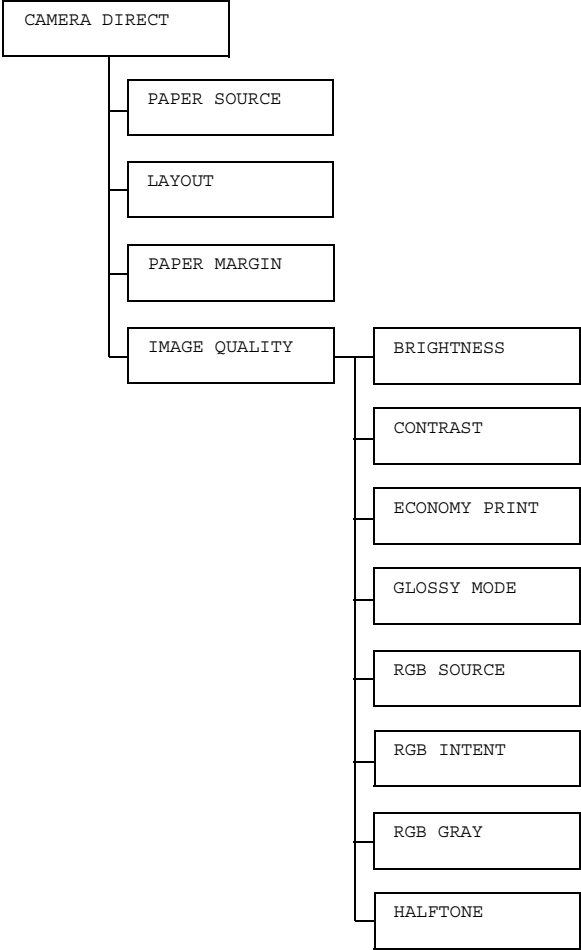 CAMERA DIRECT
PAPER SOURCE
LAYOUT
PAPER MARGIN
IMAGE QUALITY
BRIGHTNESS
CONTRAST
ECONOMY PRINT
GLOSSY MODE
RGB SOURCE
RGB INTENT
RGB GRAY
HALFTONE